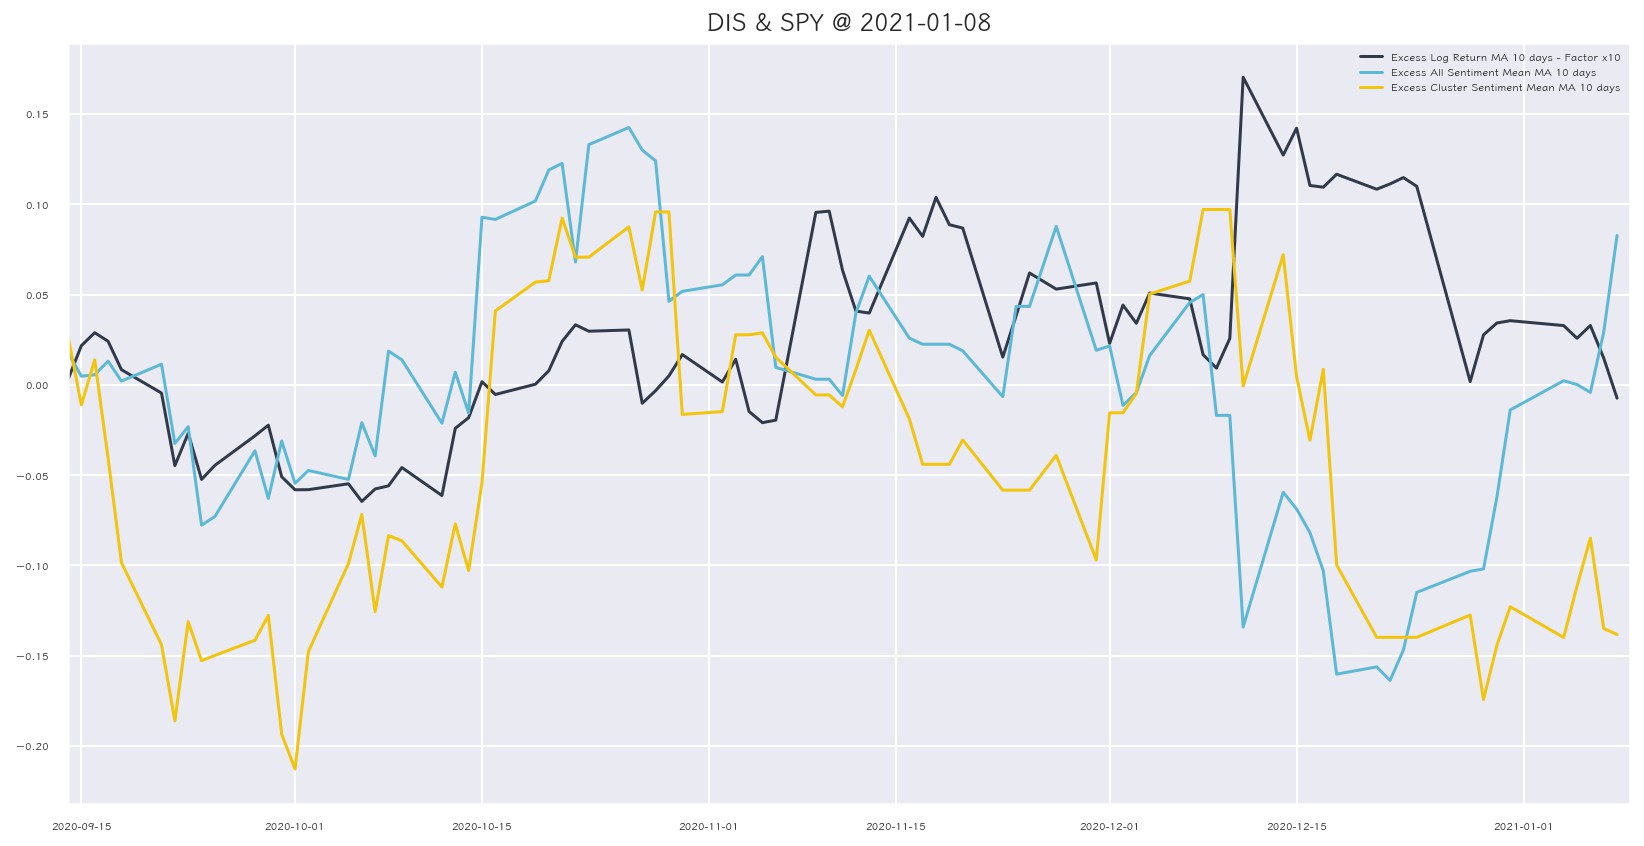 DIS & SPY @ 2021-01-08
Excess Log Return MA 10 days - Factor x10
Excess All Sentiment Mean MA 10 days
Excess Cluster Sentiment Mean MA 10 days
0.15
0.10
0.05
0.00
−0.05
−0.10
−0.15
−0.20
2020-09-15 2020-10-01 2020-10-15 2020-11-01 2020-11-15 2020-12-01 2020-12-15 2021-01-01